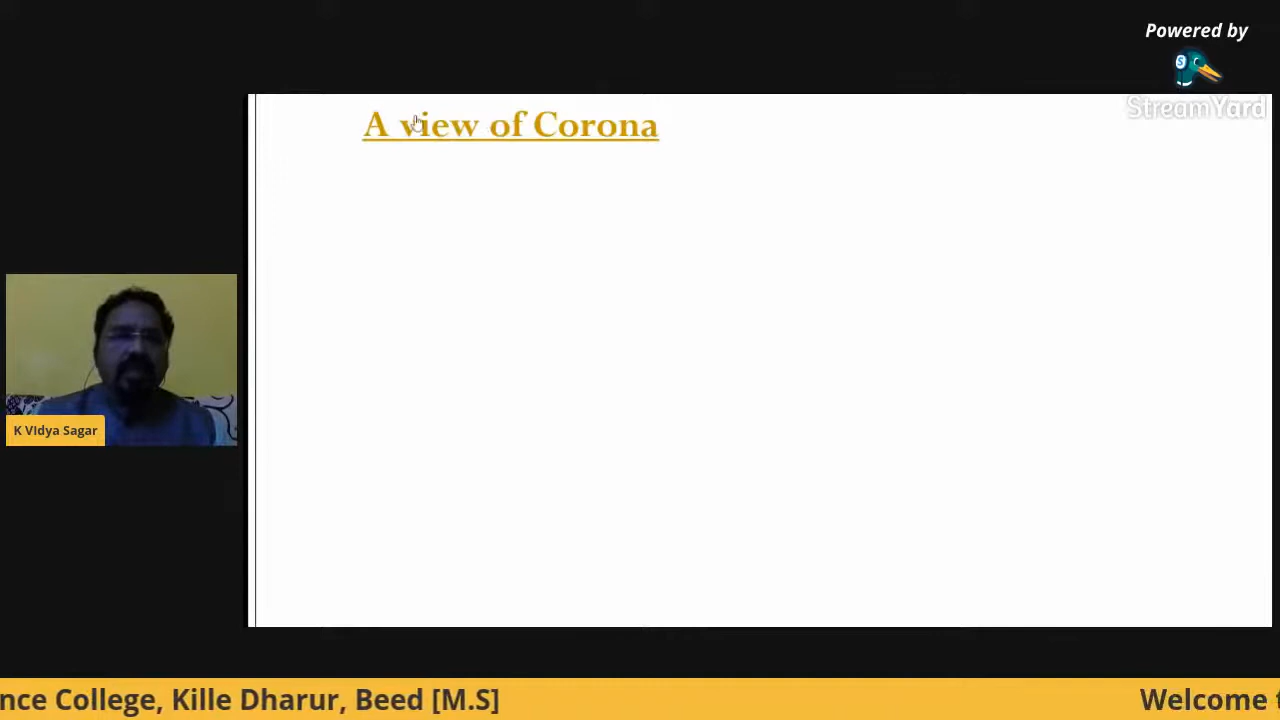 Powered by
S
StreamYard
A view of Corona
K VIdya Sagar
nce College, Kille Dharur, Beed [M.S]
Welcome t